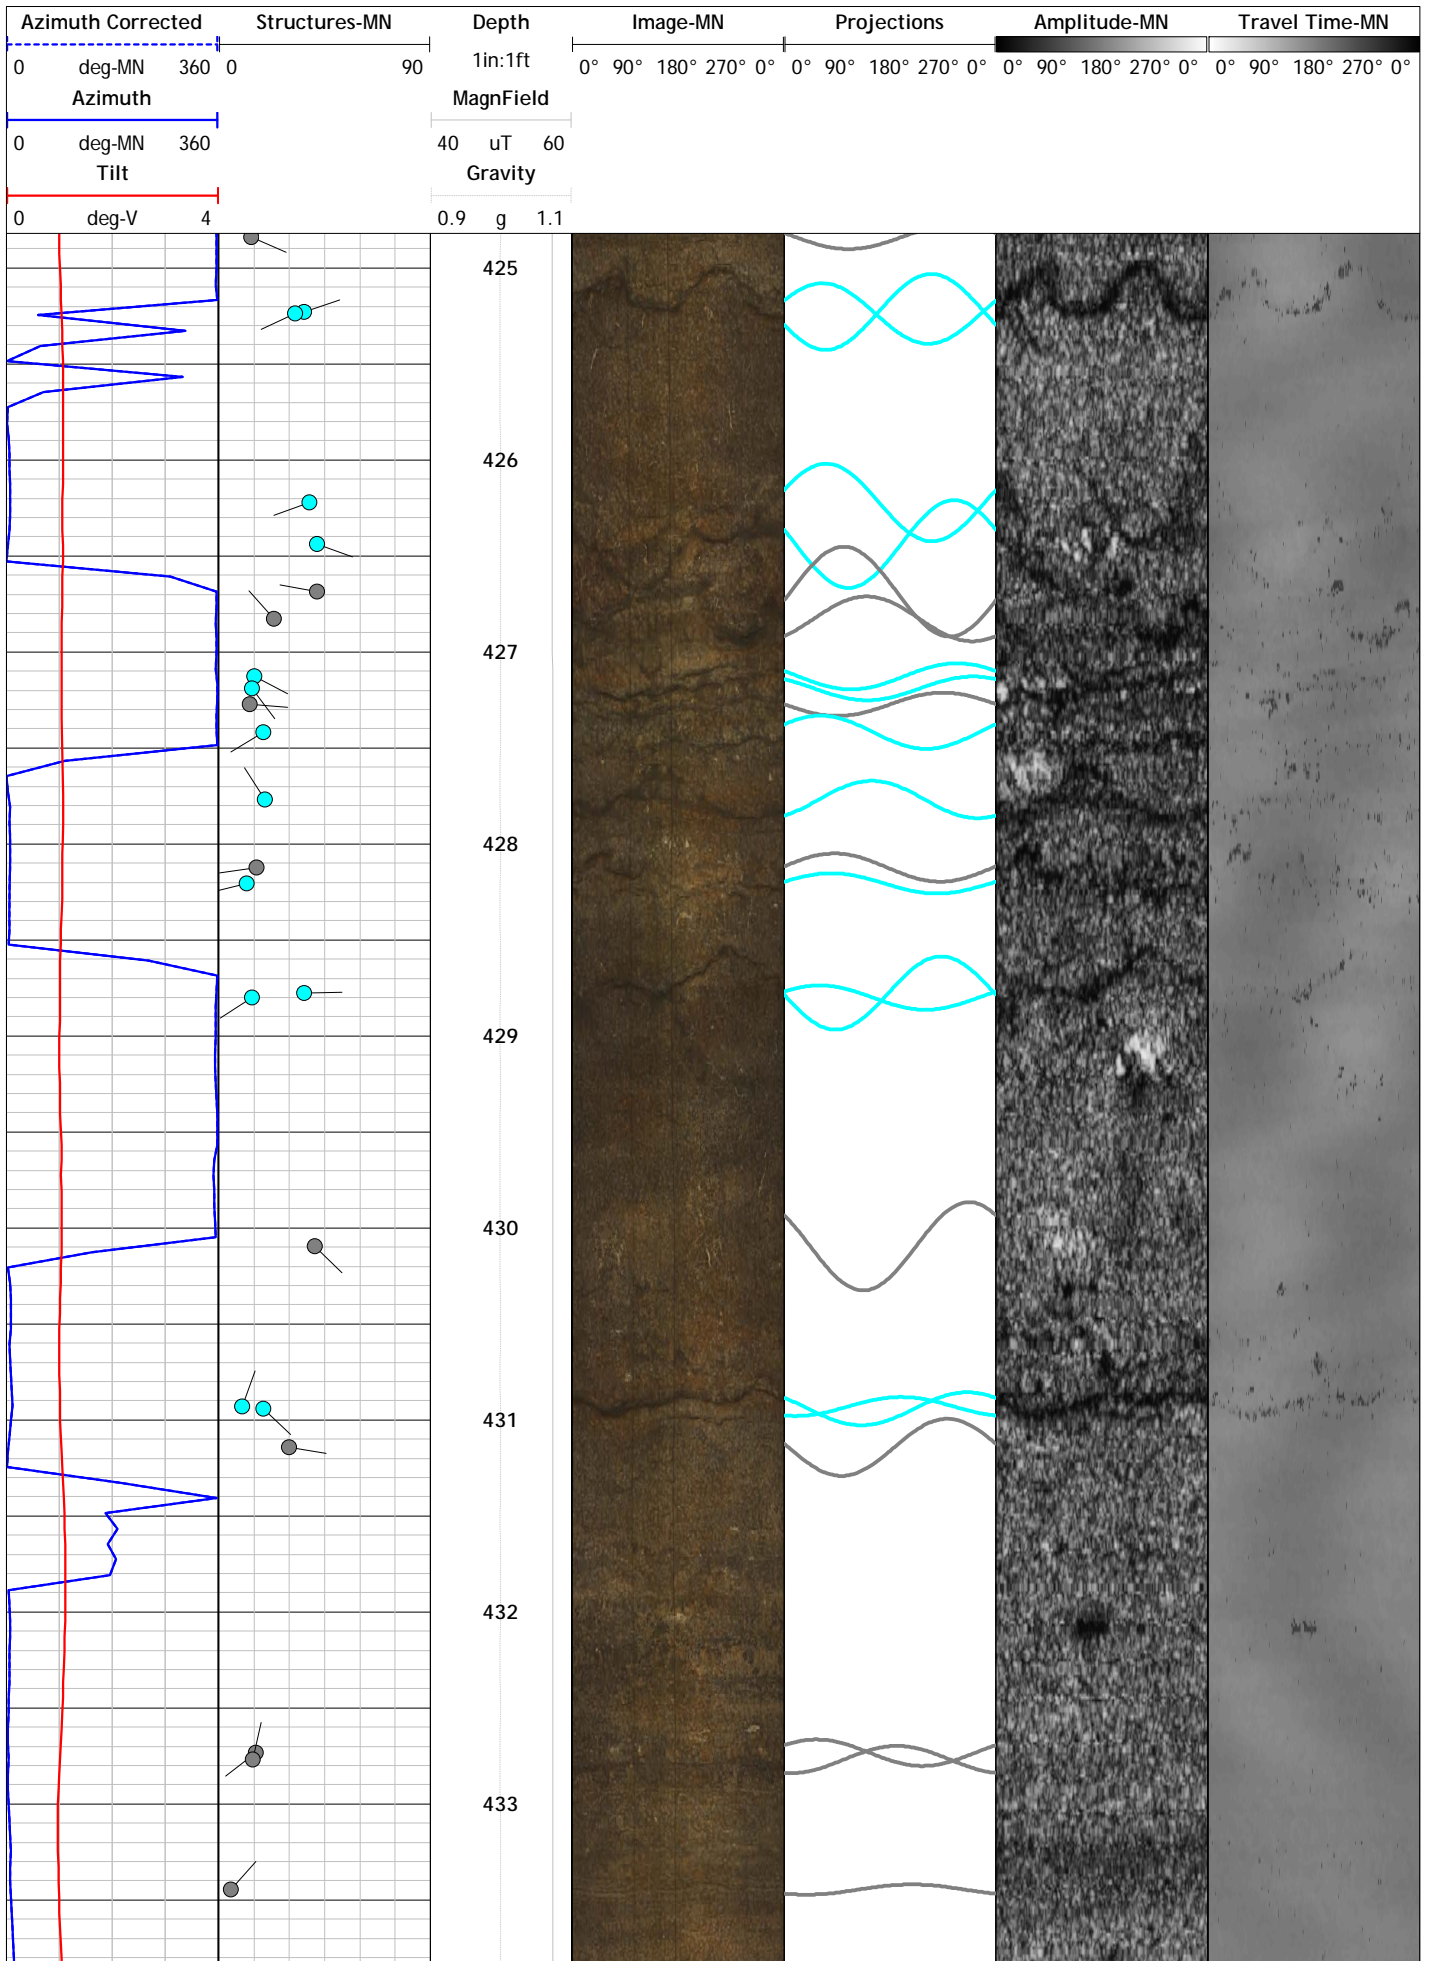 Azimuth Corrected Structures-MN Depth Image-MN Projections Amplitude-MN Travel Time-MN
0 deg-MN 360 0 90 1in:1ft 0° 90° 180° 270° 0° 0° 90° 180° 270° 0° 0° 90° 180° 270° 0° 0° 90° 180° 270° 0°
Azimuth MagnField
0 deg-MN 360 40 uT 60
Tilt Gravity
0 deg-V 4 0.9 g 1.1
425
426
427
428
429
430
431
432
433